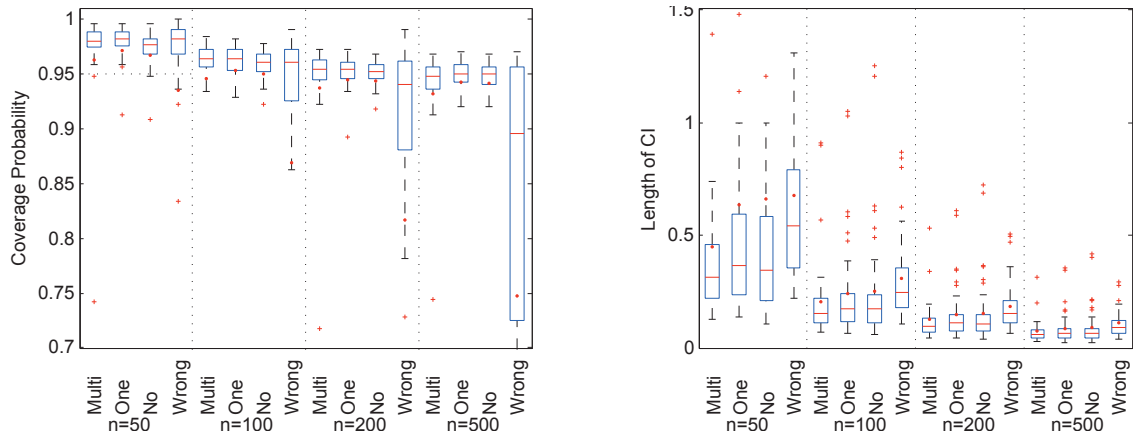 Coverage Probability
1
0.95
0.9
0.85
0.8
0.75
0.7
Multi One No Wrong Multi One No Wrong Multi One No Wrong Multi One No Wrong
n=50 n=100 n=200 n=500
Length of CI
1.5
1
0.5
0
Multi One No Wrong Multi One No Wrong Multi One No Wrong Multi One No Wrong
n=50 n=100 n=200 n=500